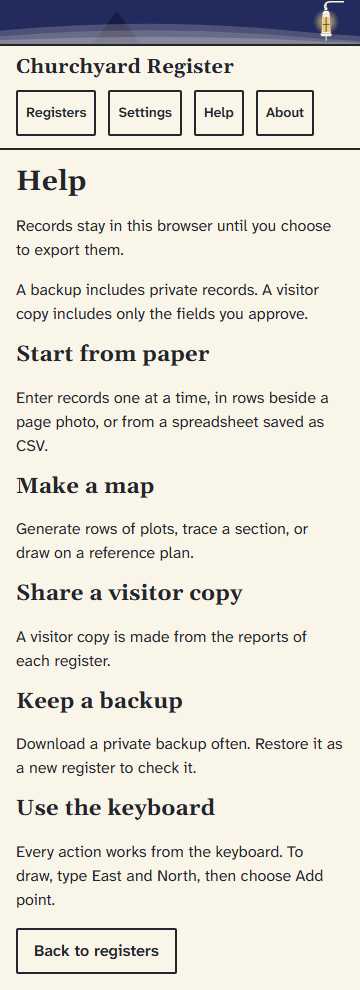 Churchyard Register
Registers
Settings
Help
About
Help
Records stay in this browser until you choose
to export them.
A backup includes private records. A visitor
copy includes only the fields you approve.
Start from paper
Enter records one at a time, in rows beside a
page photo, or from a spreadsheet saved as
CSV.
Make a map
Generate rows of plots, trace a section, or
draw on a reference plan.
Share a visitor copy
A visitor copy is made from the reports of
each register.
Keep a backup
Download a private backup often. Restore it as
a new register to check it.
Use the keyboard
Every action works from the keyboard. To
draw, type East and North, then choose Add
point.
Back to registers